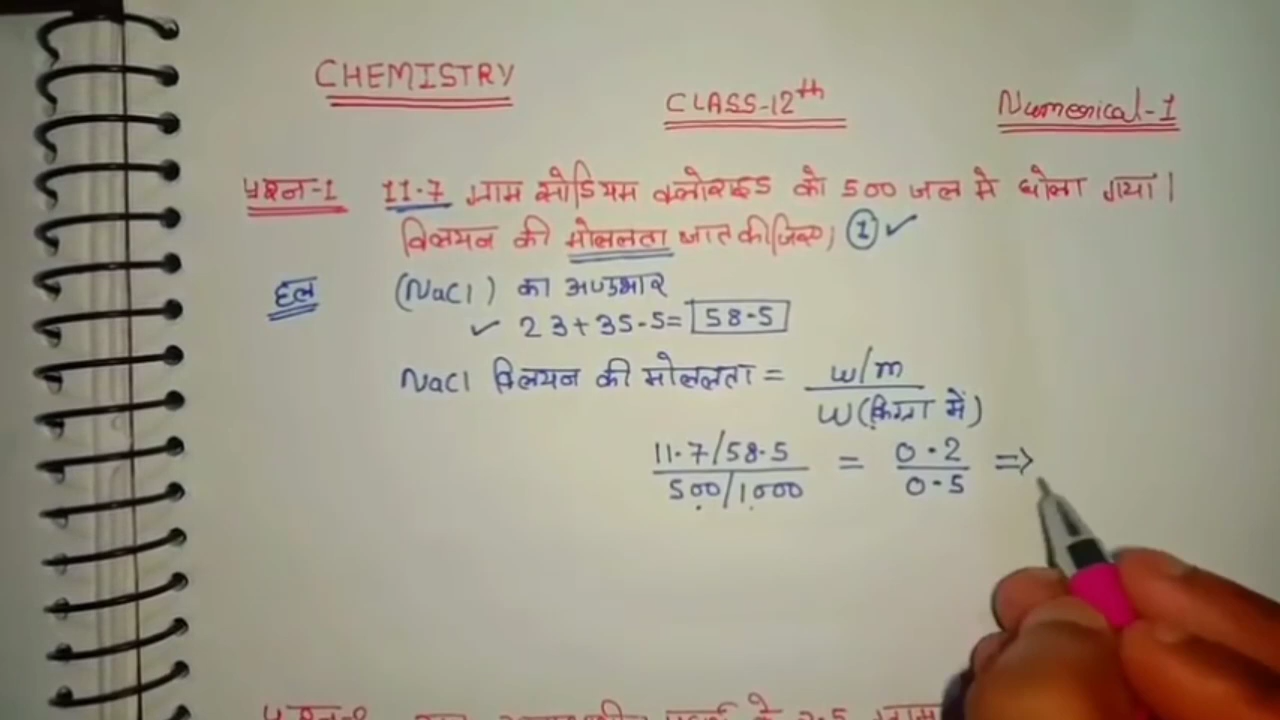 CHEMISTRY
CLASS-12th
Numerical-1
प्रश्न-1 11.7 ग्राम सोडियम क्लोराइड को 500 जल मे घोला गया।
विलयन की मोललता ज्ञात कीजिए, 1 ✓
हल (NaCl) का अणुभार
✓ 23+35.5= 58.5
NaCl विलयन की मोललता = w/m
W (किग्रा में)
11.7/58.5 = 0.2 ⇒
500/1000 0.5